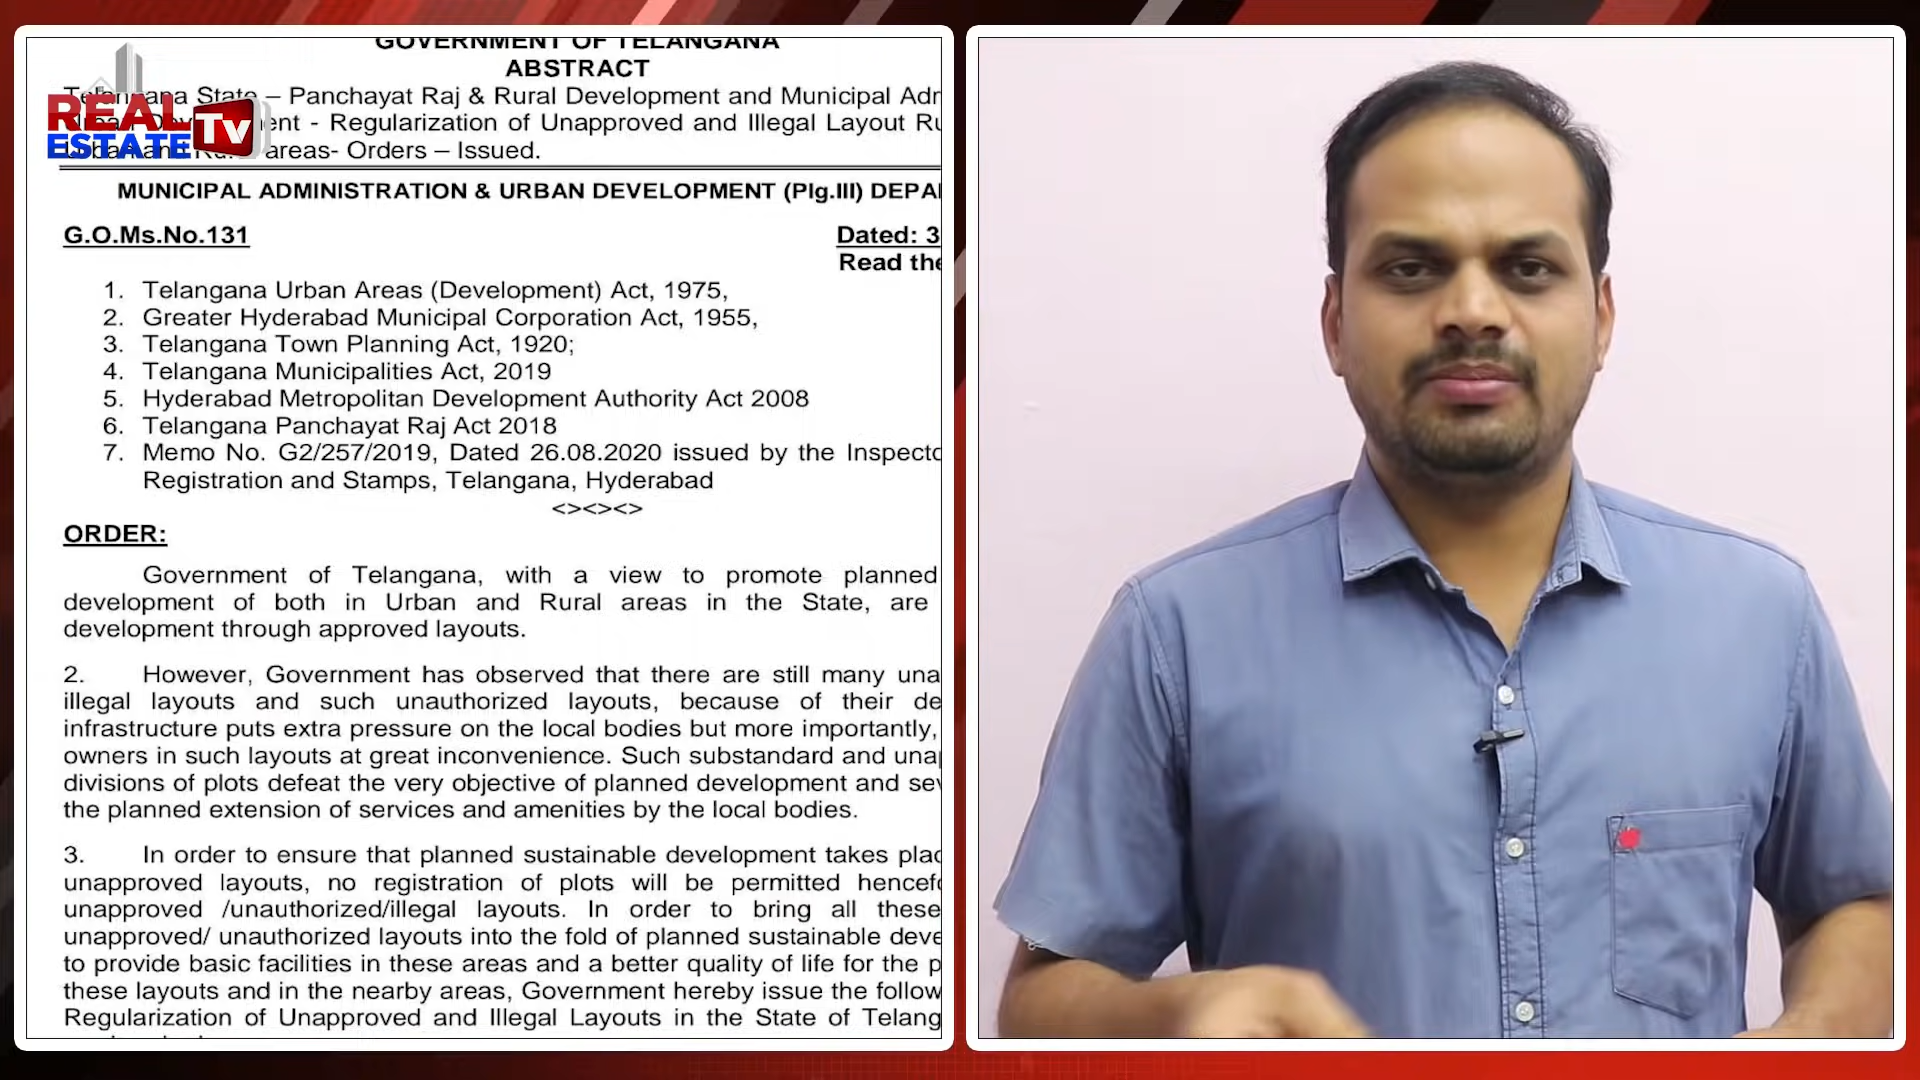 GOVERNMENT OF TELANGANA
ABSTRACT
Telangana State – Panchayat Raj & Rural Development and Municipal Adr
ent - Regularization of Unapproved and Illegal Layout Ru
areas- Orders – Issued.
REAL
ESTATE
TV
MUNICIPAL ADMINISTRATION & URBAN DEVELOPMENT (Plg.III) DEPA
G.O.Ms.No.131
Dated: 3
Read the
1. Telangana Urban Areas (Development) Act, 1975,
2. Greater Hyderabad Municipal Corporation Act, 1955,
3. Telangana Town Planning Act, 1920;
4. Telangana Municipalities Act, 2019
5. Hyderabad Metropolitan Development Authority Act 2008
6. Telangana Panchayat Raj Act 2018
7. Memo No. G2/257/2019, Dated 26.08.2020 issued by the Inspecto
Registration and Stamps, Telangana, Hyderabad
<><><>
ORDER:
Government of Telangana, with a view to promote planned
development of both in Urban and Rural areas in the State, are
development through approved layouts.
2. However, Government has observed that there are still many una
illegal layouts and such unauthorized layouts, because of their de
infrastructure puts extra pressure on the local bodies but more importantly,
owners in such layouts at great inconvenience. Such substandard and una
divisions of plots defeat the very objective of planned development and sev
the planned extension of services and amenities by the local bodies.
3. In order to ensure that planned sustainable development takes plac
unapproved layouts, no registration of plots will be permitted hencefo
unapproved /unauthorized/illegal layouts. In order to bring all these
unapproved/ unauthorized layouts into the fold of planned sustainable deve
to provide basic facilities in these areas and a better quality of life for the p
these layouts and in the nearby areas, Government hereby issue the follow
Regularization of Unapproved and Illegal Layouts in the State of Telang